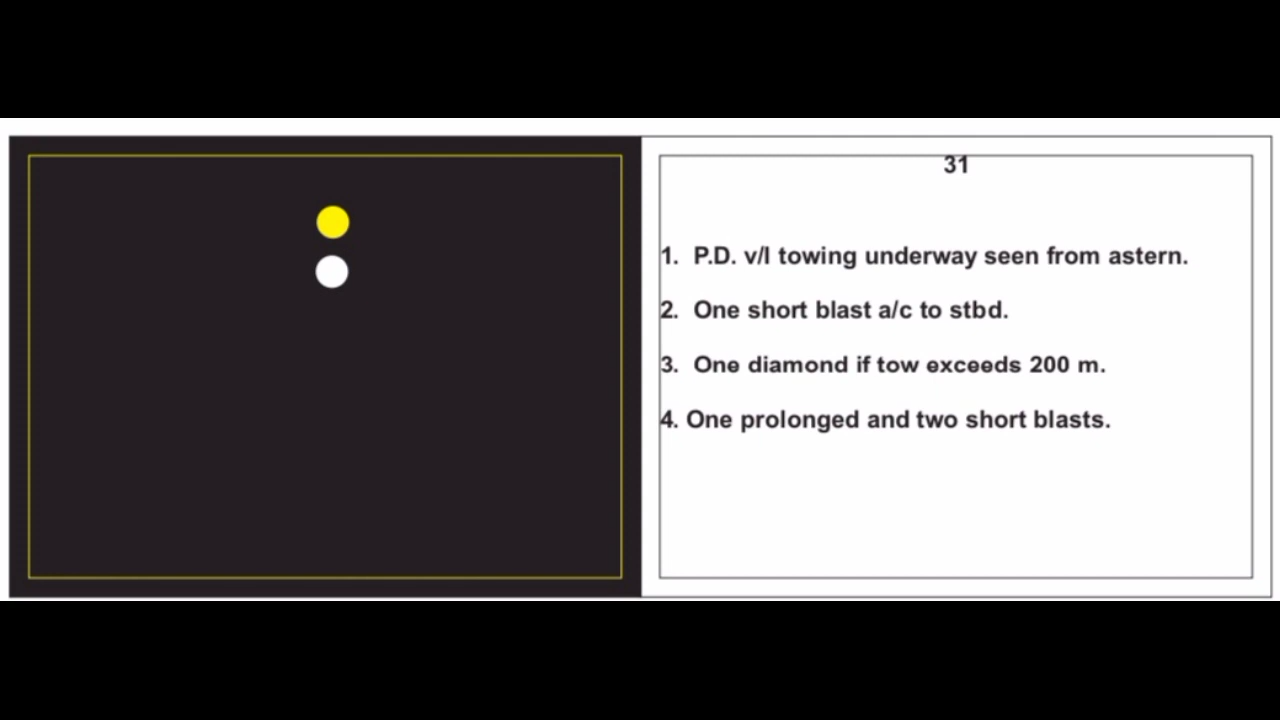 31
1. P.D. v/l towing underway seen from astern.
2. One short blast a/c to stbd.
3. One diamond if tow exceeds 200 m.
4. One prolonged and two short blasts.